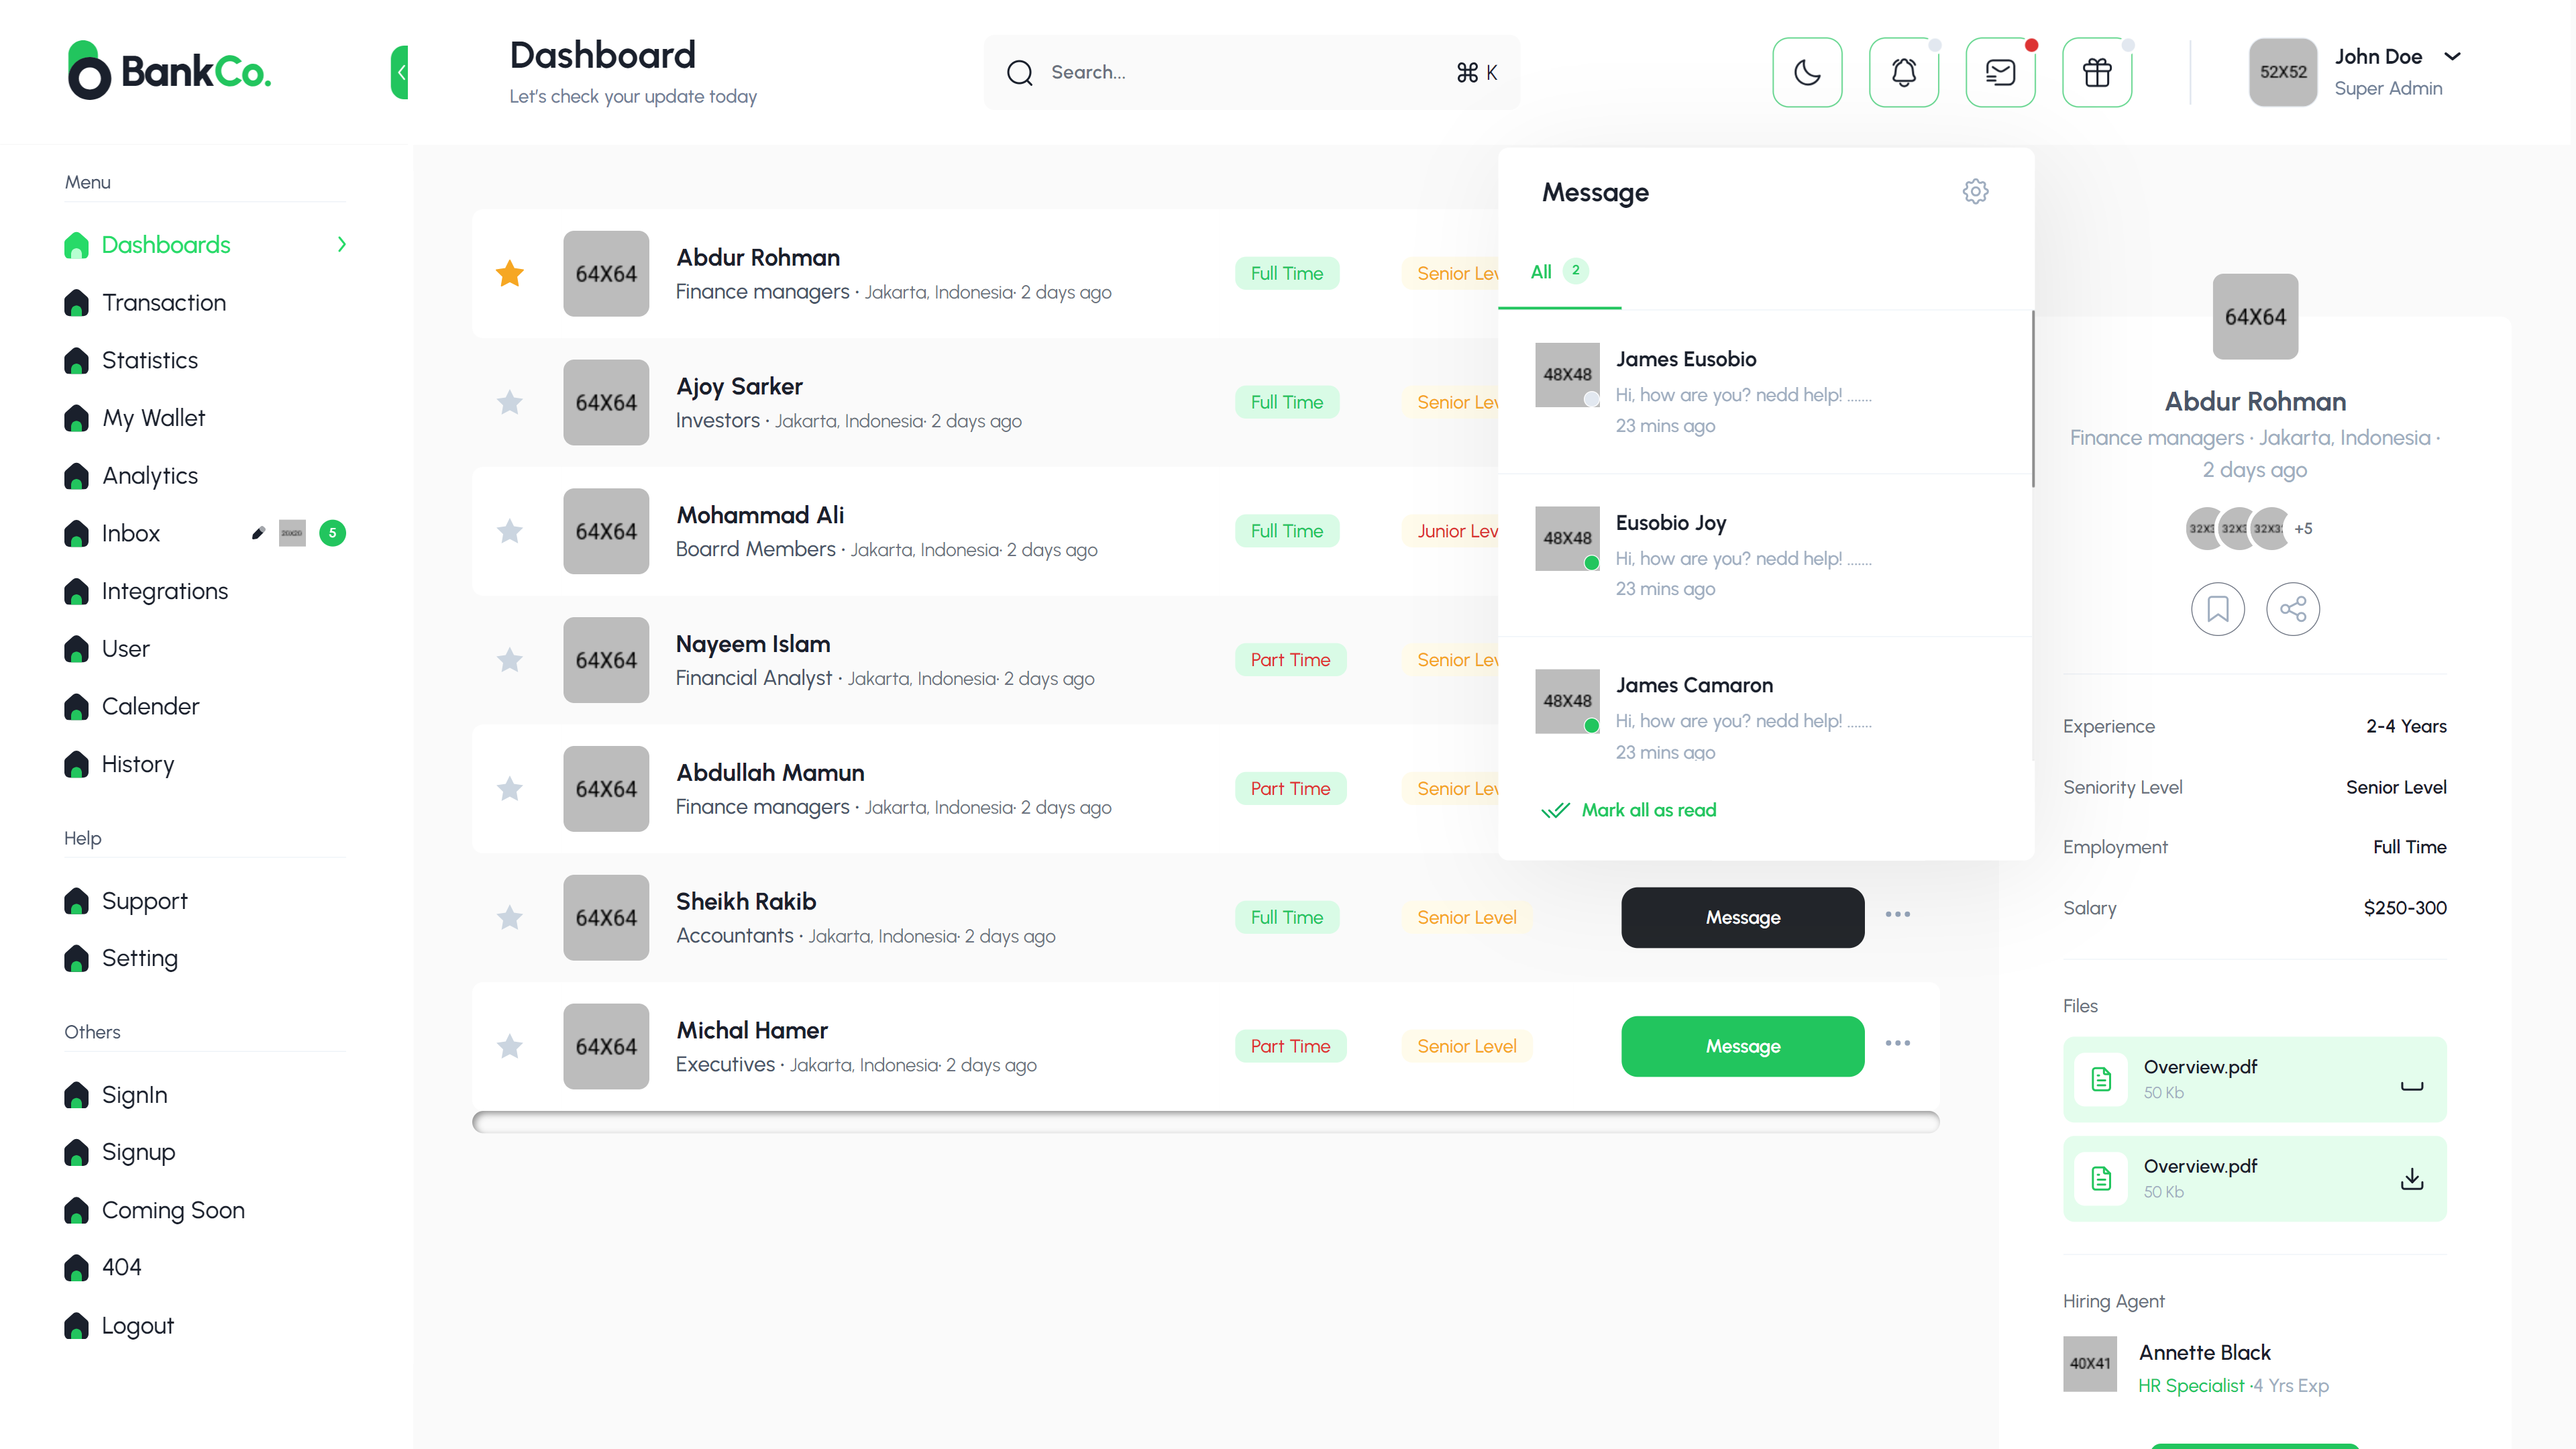 BankCo.
Dashboard
Let's check your update today
Search...
⌘ K
52X52
John Doe
Super Admin
Menu
Dashboards
Transaction
Statistics
My Wallet
Analytics
Inbox
5
Integrations
User
Calender
History
Help
Support
Setting
Others
SignIn
Signup
Coming Soon
404
Logout
64X64
Abdur Rohman
Finance managers · Jakarta, Indonesia· 2 days ago
Full Time
Senior Lev
64X64
Ajoy Sarker
Investors · Jakarta, Indonesia· 2 days ago
Full Time
Senior Lev
64X64
Mohammad Ali
Boarrd Members · Jakarta, Indonesia· 2 days ago
Full Time
Junior Lev
64X64
Nayeem Islam
Financial Analyst · Jakarta, Indonesia· 2 days ago
Part Time
Senior Lev
64X64
Abdullah Mamun
Finance managers · Jakarta, Indonesia· 2 days ago
Part Time
Senior Lev
64X64
Sheikh Rakib
Accountants · Jakarta, Indonesia· 2 days ago
Full Time
Senior Level
Message
64X64
Michal Hamer
Executives · Jakarta, Indonesia· 2 days ago
Part Time
Senior Level
Message
Message
All 2
48X48
James Eusobio
Hi, how are you? nedd help! .......
23 mins ago
48X48
Eusobio Joy
Hi, how are you? nedd help! .......
23 mins ago
48X48
James Camaron
Hi, how are you? nedd help! .......
23 mins ago
Mark all as read
64X64
Abdur Rohman
Finance managers · Jakarta, Indonesia ·
2 days ago
32X3 32X3 32X3 +5
Experience 2-4 Years
Seniority Level Senior Level
Employment Full Time
Salary $250-300
Files
Overview.pdf
50 Kb
Overview.pdf
50 Kb
Hiring Agent
40X41
Annette Black
HR Specialist ·4 Yrs Exp